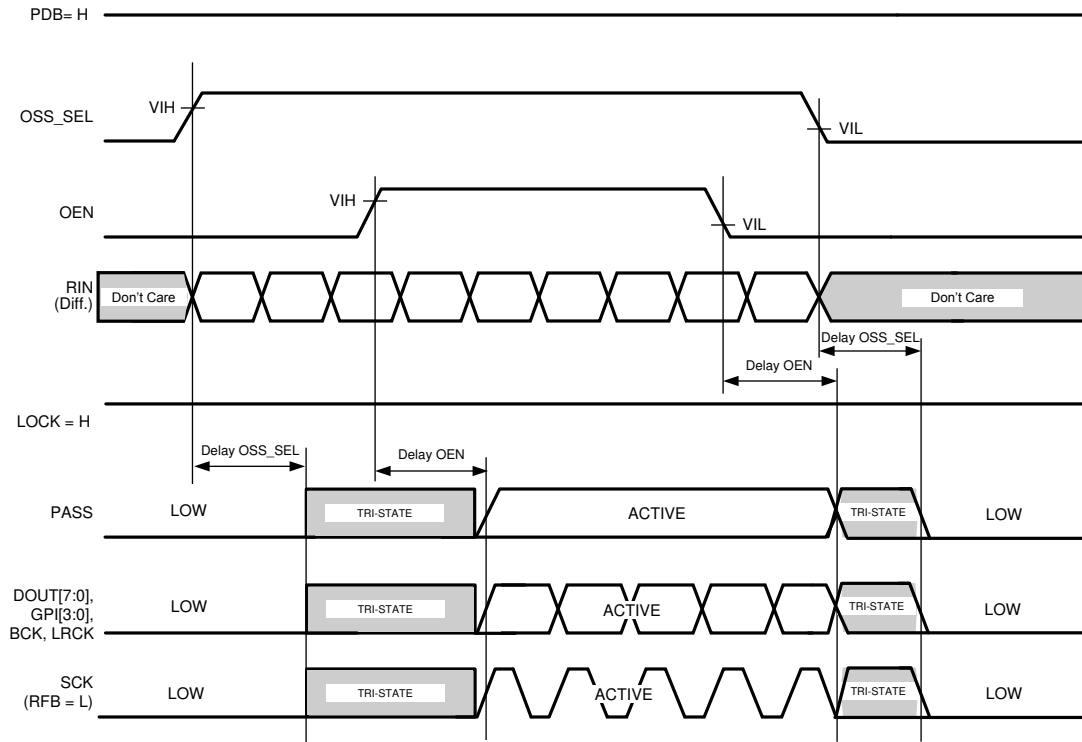 PDB= H
VIH
OSS_SEL
VIL
VIH
OEN
VIL
RIN
(Diff.)
Don't Care
Don't Care
Delay OSS_SEL
Delay OEN
LOCK = H
Delay OSS_SEL
Delay OEN
PASS
LOW
TRI-STATE
ACTIVE
TRI-STATE
LOW
DOUT[7:0],
GPI[3:0],
BCK, LRCK
LOW
TRI-STATE
ACTIVE
TRI-STATE
LOW
SCK
(RFB = L)
LOW
TRI-STATE
ACTIVE
TRI-STATE
LOW